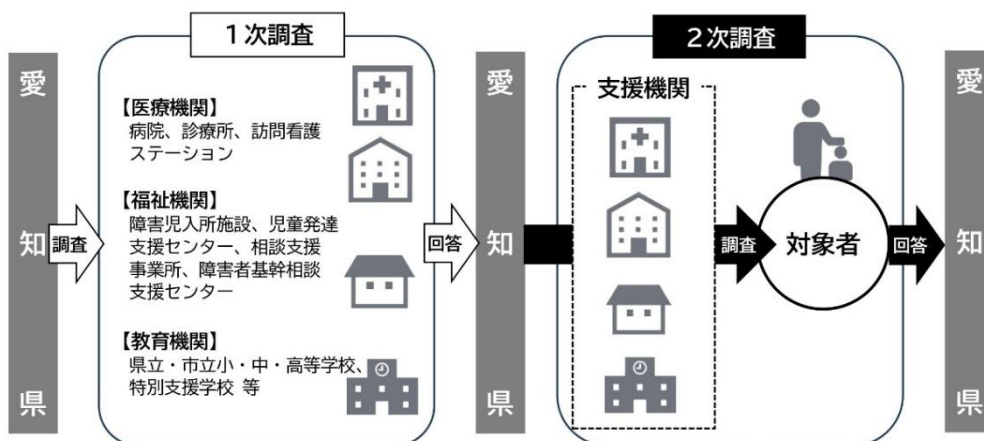 愛知県
調査
1次調査
【医療機関】
病院、診療所、訪問看護
ステーション
【福祉機関】
障害児入所施設、児童発達
支援センター、相談支援
事業所、障害者基幹相談
支援センター
【教育機関】
県立・市立小・中・高等学校、
特別支援学校 等
回答
愛知県
2次調査
支援機関
調査
対象者
回答
愛知県